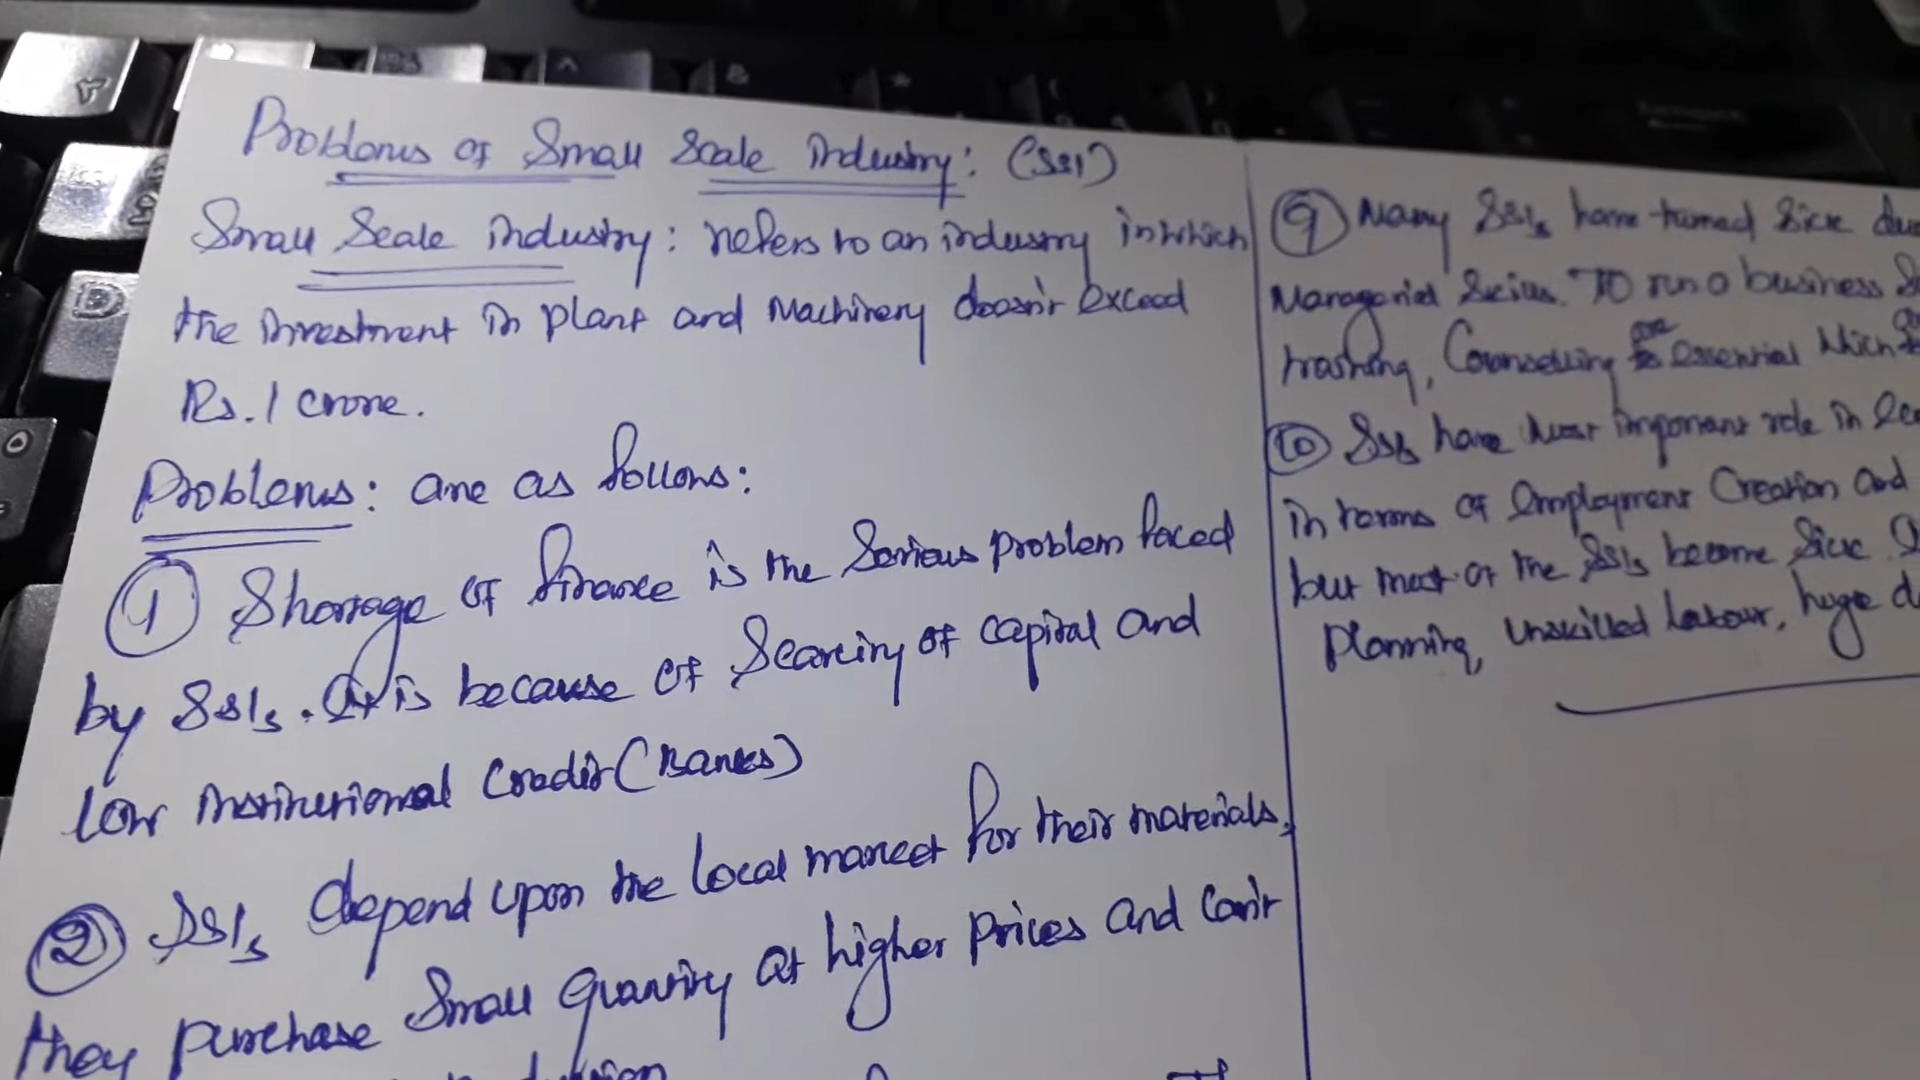 Problems of Small Scale Industry: (SSI)
Small Scale industry: refers to an industry in which
the investment in plant and Machinery doesn't exceed
Rs. 1 crore.
Problems: are as follows:
① Shortage of finance is the Serious problem faced
by SSIs. It is because of Scarcity of capital and
low institutional Credit (Banks)
② SSIs depend upon the local market for their materials,
they purchase Small quantity at higher prices and can't
⑨ Many SSIs have turned Sick due
Managerial Skills. To run a business
training, Counselling are essential which
⑩ SSIs have most important role in
in terms of employment Creation and
but most of the SSIs become Sick
planning, unskilled labour, huge